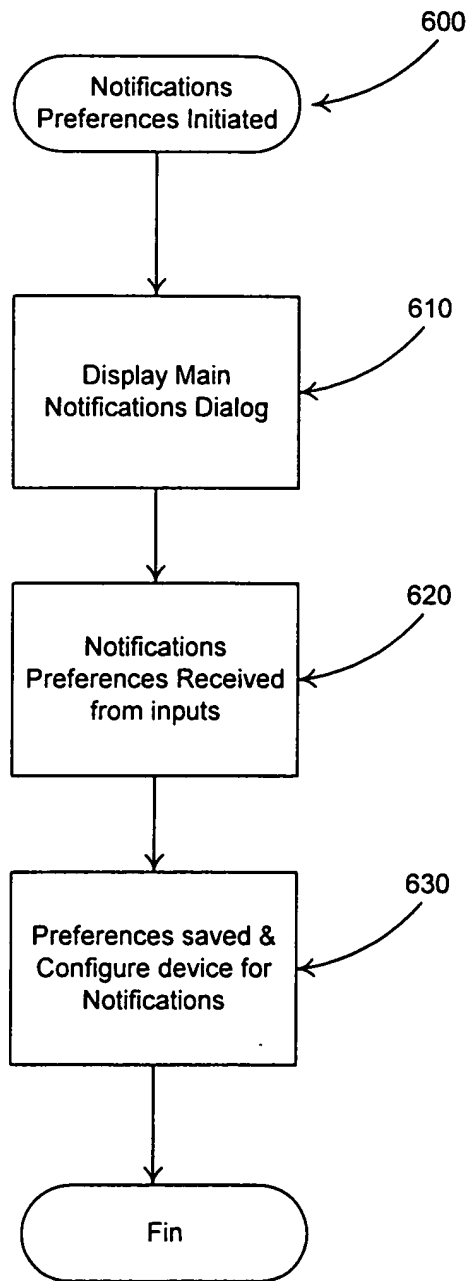 600
Notifications
Preferences Initiated
610
Display Main
Notifications Dialog
620
Notifications
Preferences Received
from inputs
630
Preferences saved &
Configure device for
Notifications
Fin